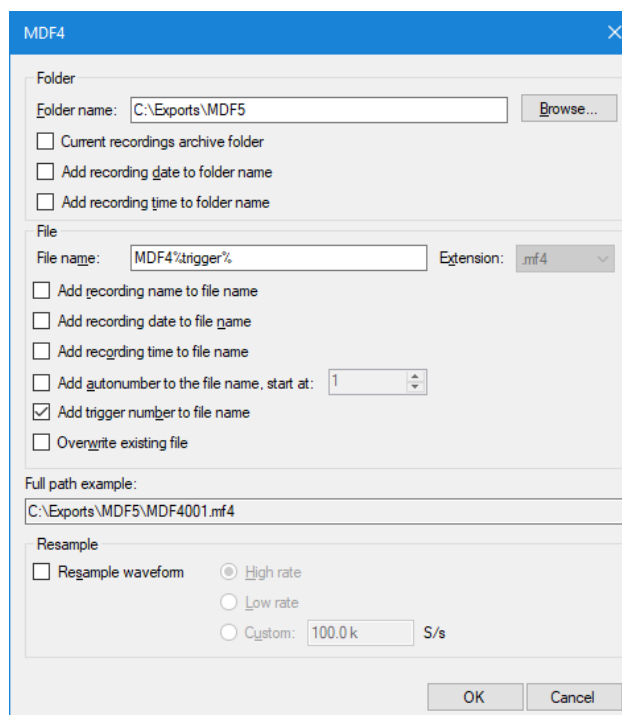 MDF4
Folder
Folder name: C:\Exports\MDF5 Browse...
Current recordings archive folder
Add recording date to folder name
Add recording time to folder name
File
File name: MDF4%trigger% Extension: .mf4
Add recording name to file name
Add recording date to file name
Add recording time to file name
Add autonumber to the file name, start at: 1
Add trigger number to file name
Overwrite existing file
Full path example:
C:\Exports\MDF5\MDF4001.mf4
Resample
Resample waveform High rate
Low rate
Custom: 100.0 k S/s
OK Cancel